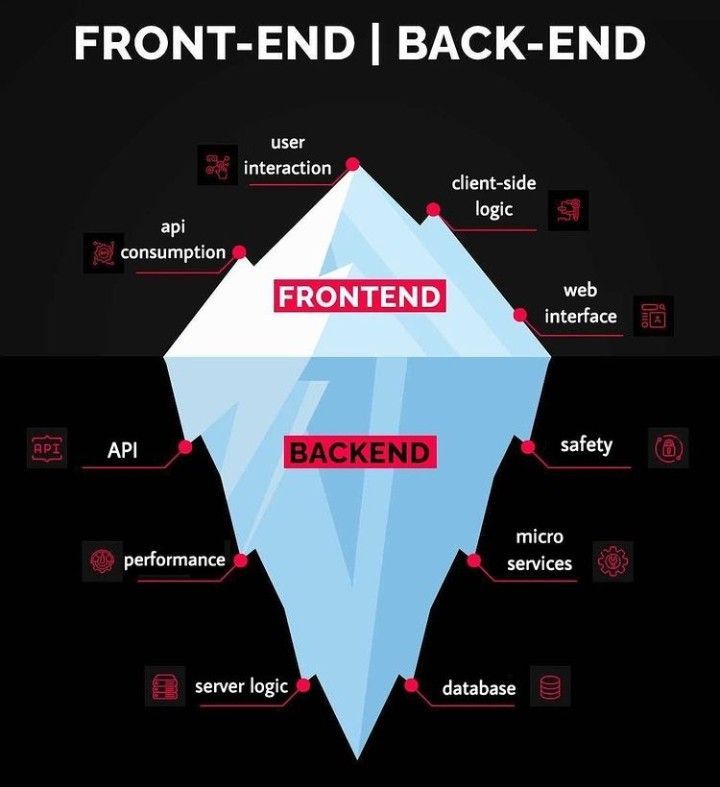 FRONT-END | BACK-END
user
interaction
client-side
logic
api
consumption
FRONTEND
web
interface
API
API
BACKEND
safety
performance
micro
services
server logic
database